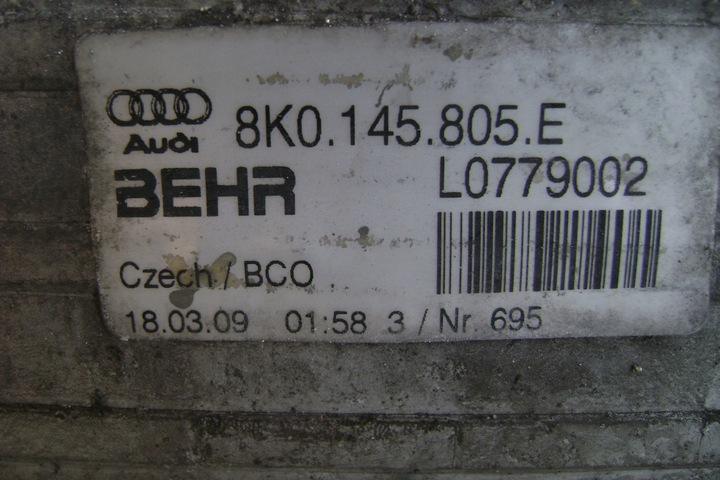 8K0.145.805.E
Audi
BEHR
L0779002
Czech / BCO
18.03.09 01:58 3 / Nr. 695